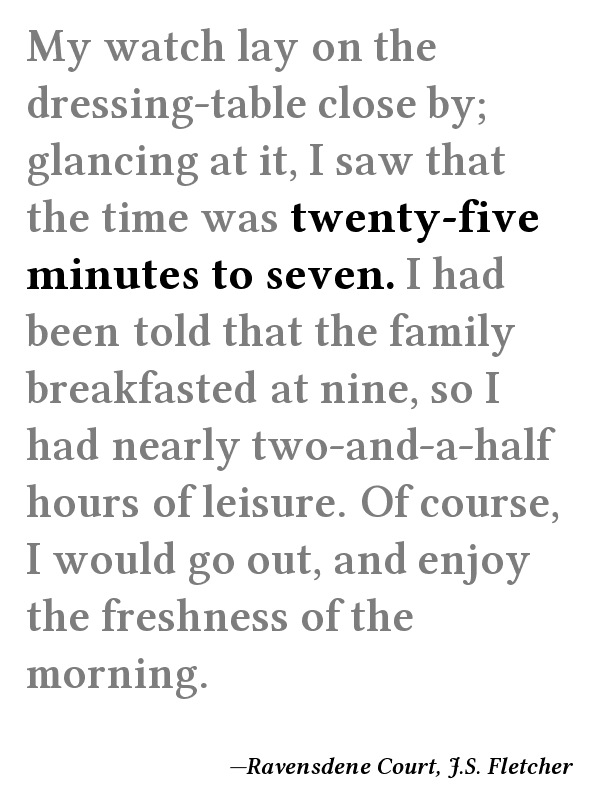 My watch lay on the
dressing-table close by;
glancing at it, I saw that
the time was twenty-five
minutes to seven. I had
been told that the family
breakfasted at nine, so I
had nearly two-and-a-half
hours of leisure. Of course,
I would go out, and enjoy
the freshness of the
morning.
—Ravensdene Court, J.S. Fletcher